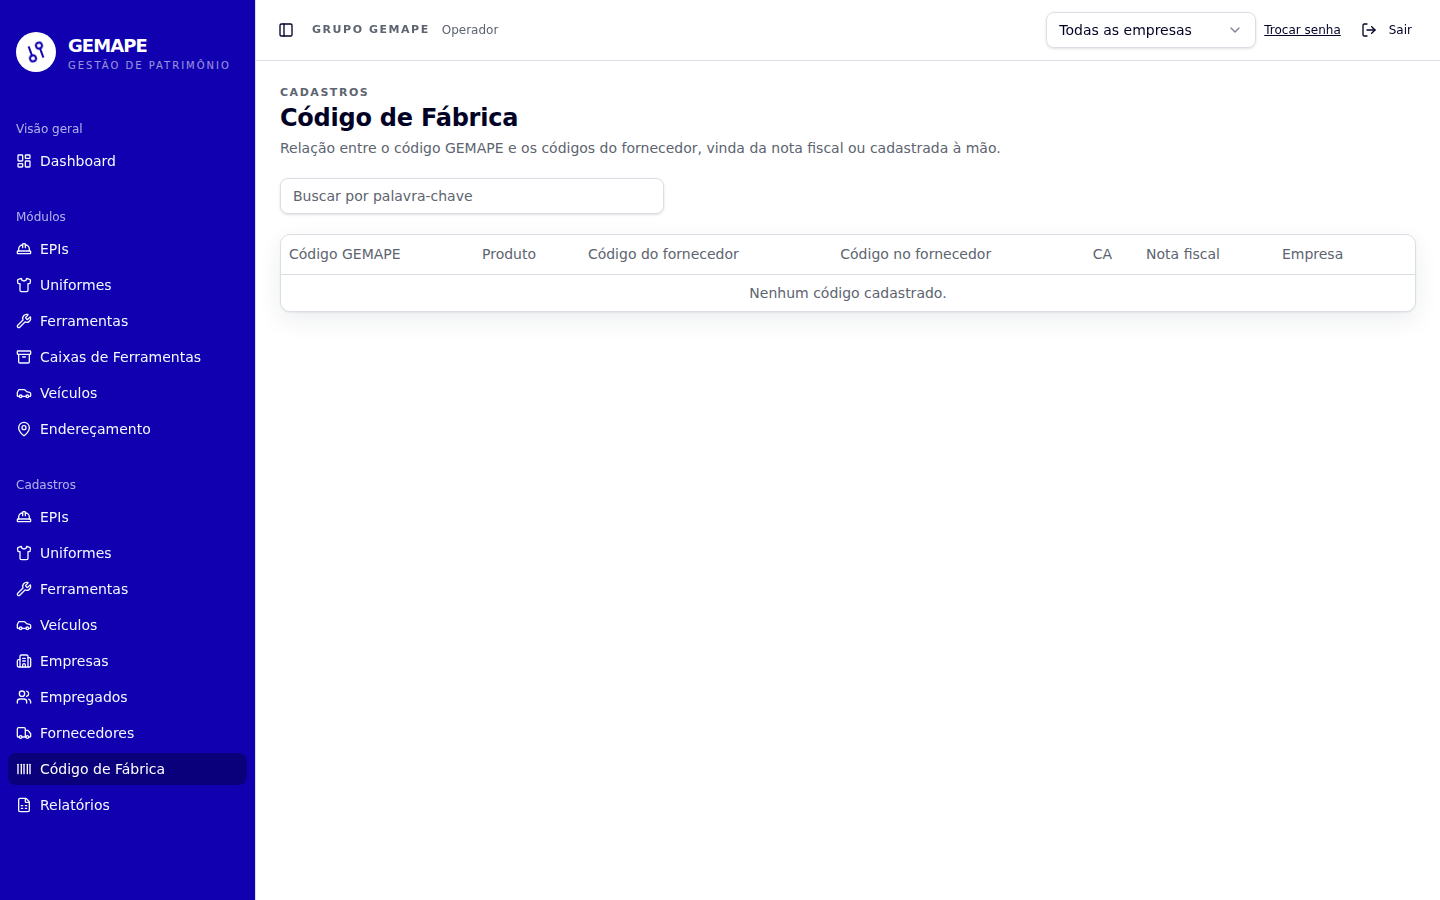 GEMAPE
GESTÃO DE PATRIMÔNIO
Visão geral
Dashboard
Módulos
EPIs
Uniformes
Ferramentas
Caixas de Ferramentas
Veículos
Endereçamento
Cadastros
EPIs
Uniformes
Ferramentas
Veículos
Empresas
Empregados
Fornecedores
Código de Fábrica
Relatórios
GRUPO GEMAPE Operador Todas as empresas Trocar senha Sair
CADASTROS
Código de Fábrica
Relação entre o código GEMAPE e os códigos do fornecedor, vinda da nota fiscal ou cadastrada à mão.
Buscar por palavra-chave
Código GEMAPE Produto Código do fornecedor Código no fornecedor CA Nota fiscal Empresa
Nenhum código cadastrado.